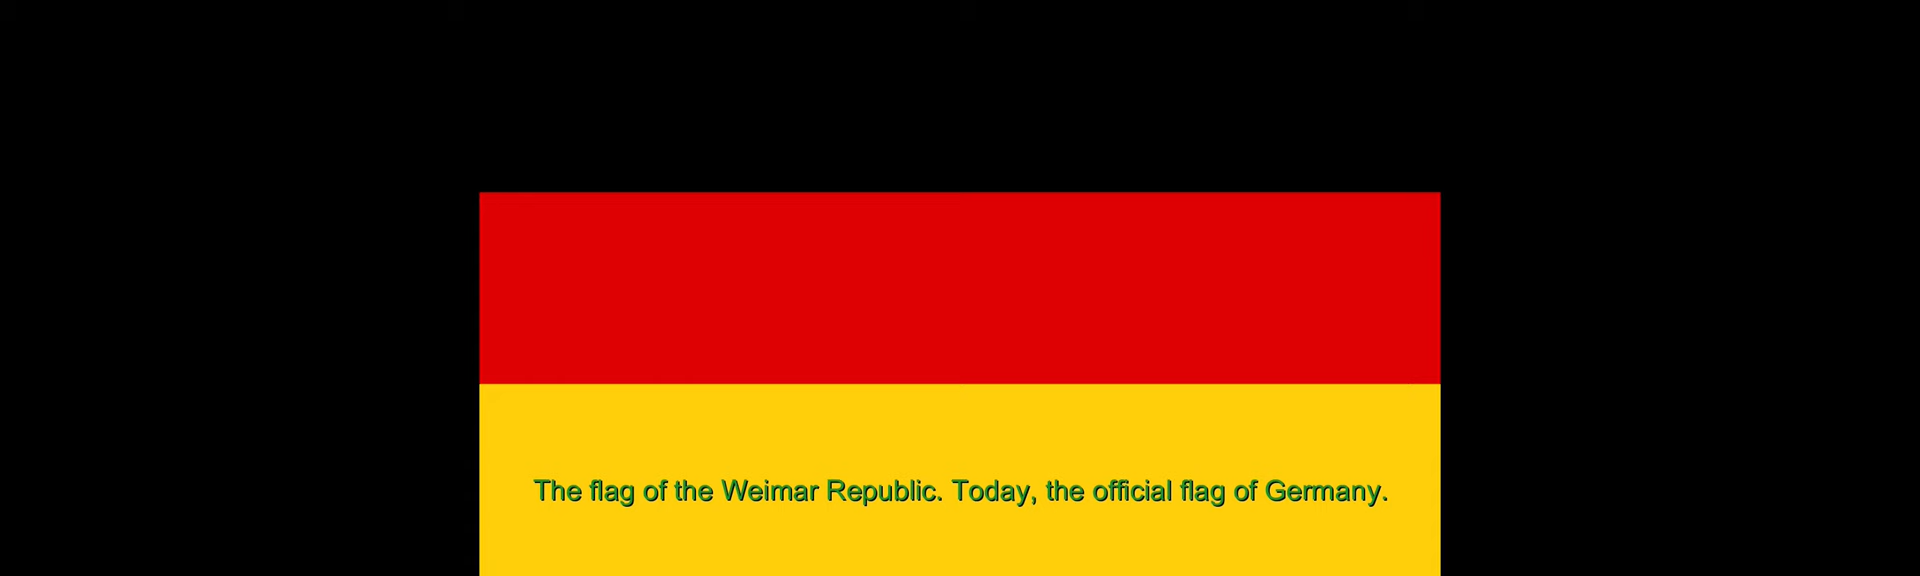 The flag of the Weimar Republic. Today, the official flag of Germany.